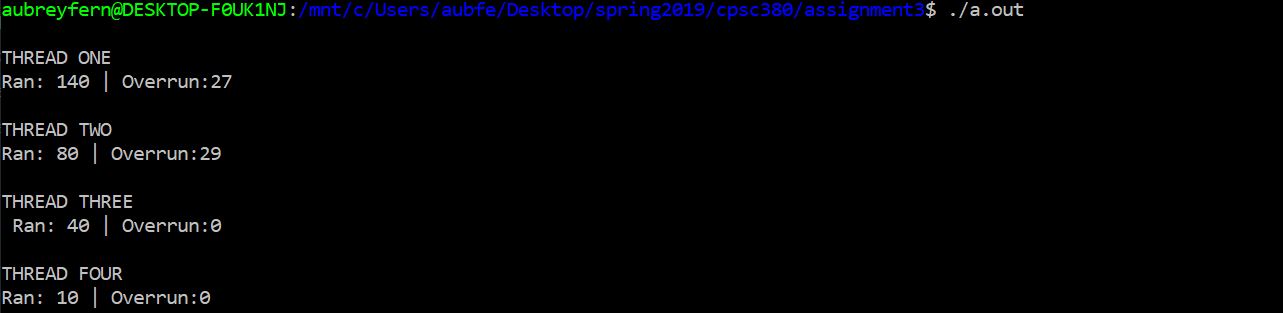 aubreyfern@DESKTOP-F0UK1NJ:/mnt/c/Users/aubfe/Desktop/spring2019/cpsc380/assignment3$ ./a.out
THREAD ONE
Ran: 140 | Overrun:27
THREAD TWO
Ran: 80 | Overrun:29
THREAD THREE
Ran: 40 | Overrun:0
THREAD FOUR
Ran: 10 | Overrun:0